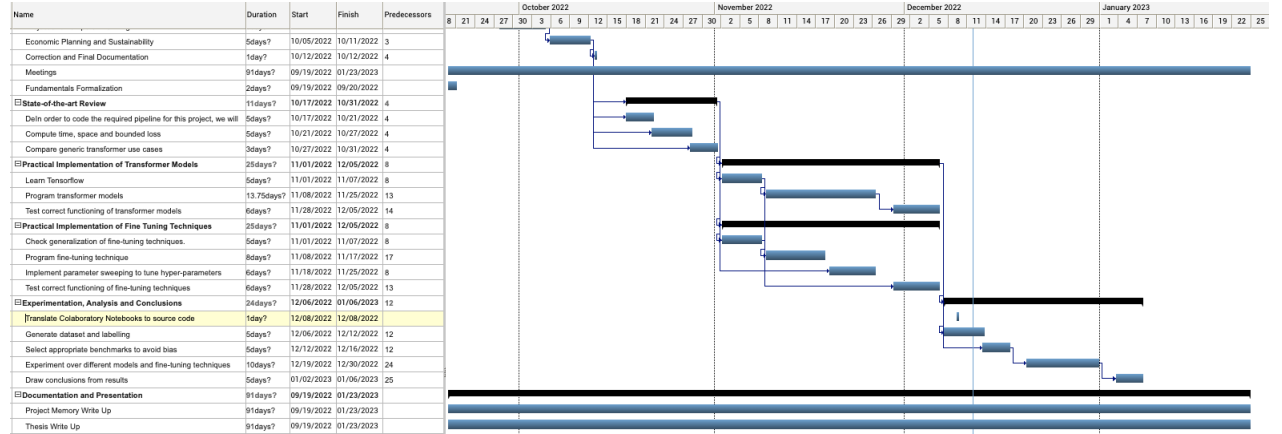 Name Duration Start Finish Predecessors
October 2022 November 2022 December 2022 January 2023
8 21 24 27 30 3 6 9 12 15 18 21 24 27 30 2 5 8 11 14 17 20 23 26 29 2 5 8 11 14 17 20 23 26 29 1 4 7 10 13 16 19 22 25
Economic Planning and Sustainability 5days? 10/05/2022 10/11/2022 3
Correction and Final Documentation 1day? 10/12/2022 10/12/2022 4
Meetings 91days? 09/19/2022 01/23/2023
Fundamentals Formalization 2days? 09/19/2022 09/20/2022
State-of-the-art Review 11days? 10/17/2022 10/31/2022 4
DeIn order to code the required pipeline for this project, we will 5days? 10/17/2022 10/21/2022 4
Compute time, space and bounded loss 5days? 10/21/2022 10/27/2022 4
Compare generic transformer use cases 3days? 10/27/2022 10/31/2022 4
Practical Implementation of Transformer Models 25days? 11/01/2022 12/05/2022 8
Learn Tensorflow 5days? 11/01/2022 11/07/2022 8
Program transformer models 13.75days? 11/08/2022 11/25/2022 13
Test correct functioning of transformer models 6days? 11/28/2022 12/05/2022 14
Practical Implementation of Fine Tuning Techniques 25days? 11/01/2022 12/05/2022 8
Check generalization of fine-tuning techniques. 5days? 11/01/2022 11/07/2022 8
Program fine-tuning technique 8days? 11/08/2022 11/17/2022 17
Implement parameter sweeping to tune hyper-parameters 6days? 11/18/2022 11/25/2022 8
Test correct functioning of fine-tuning techniques 6days? 11/28/2022 12/05/2022 13
Experimentation, Analysis and Conclusions 24days? 12/06/2022 01/06/2023 12
Translate Colaboratory Notebooks to source code 1day? 12/08/2022 12/08/2022
Generate dataset and labelling 5days? 12/06/2022 12/12/2022 12
Select appropriate benchmarks to avoid bias 5days? 12/12/2022 12/16/2022 12
Experiment over different models and fine-tuning techniques 10days? 12/19/2022 12/30/2022 24
Draw conclusions from results 5days? 01/02/2023 01/06/2023 25
Documentation and Presentation 91days? 09/19/2022 01/23/2023
Project Memory Write Up 91days? 09/19/2022 01/23/2023
Thesis Write Up 91days? 09/19/2022 01/23/2023